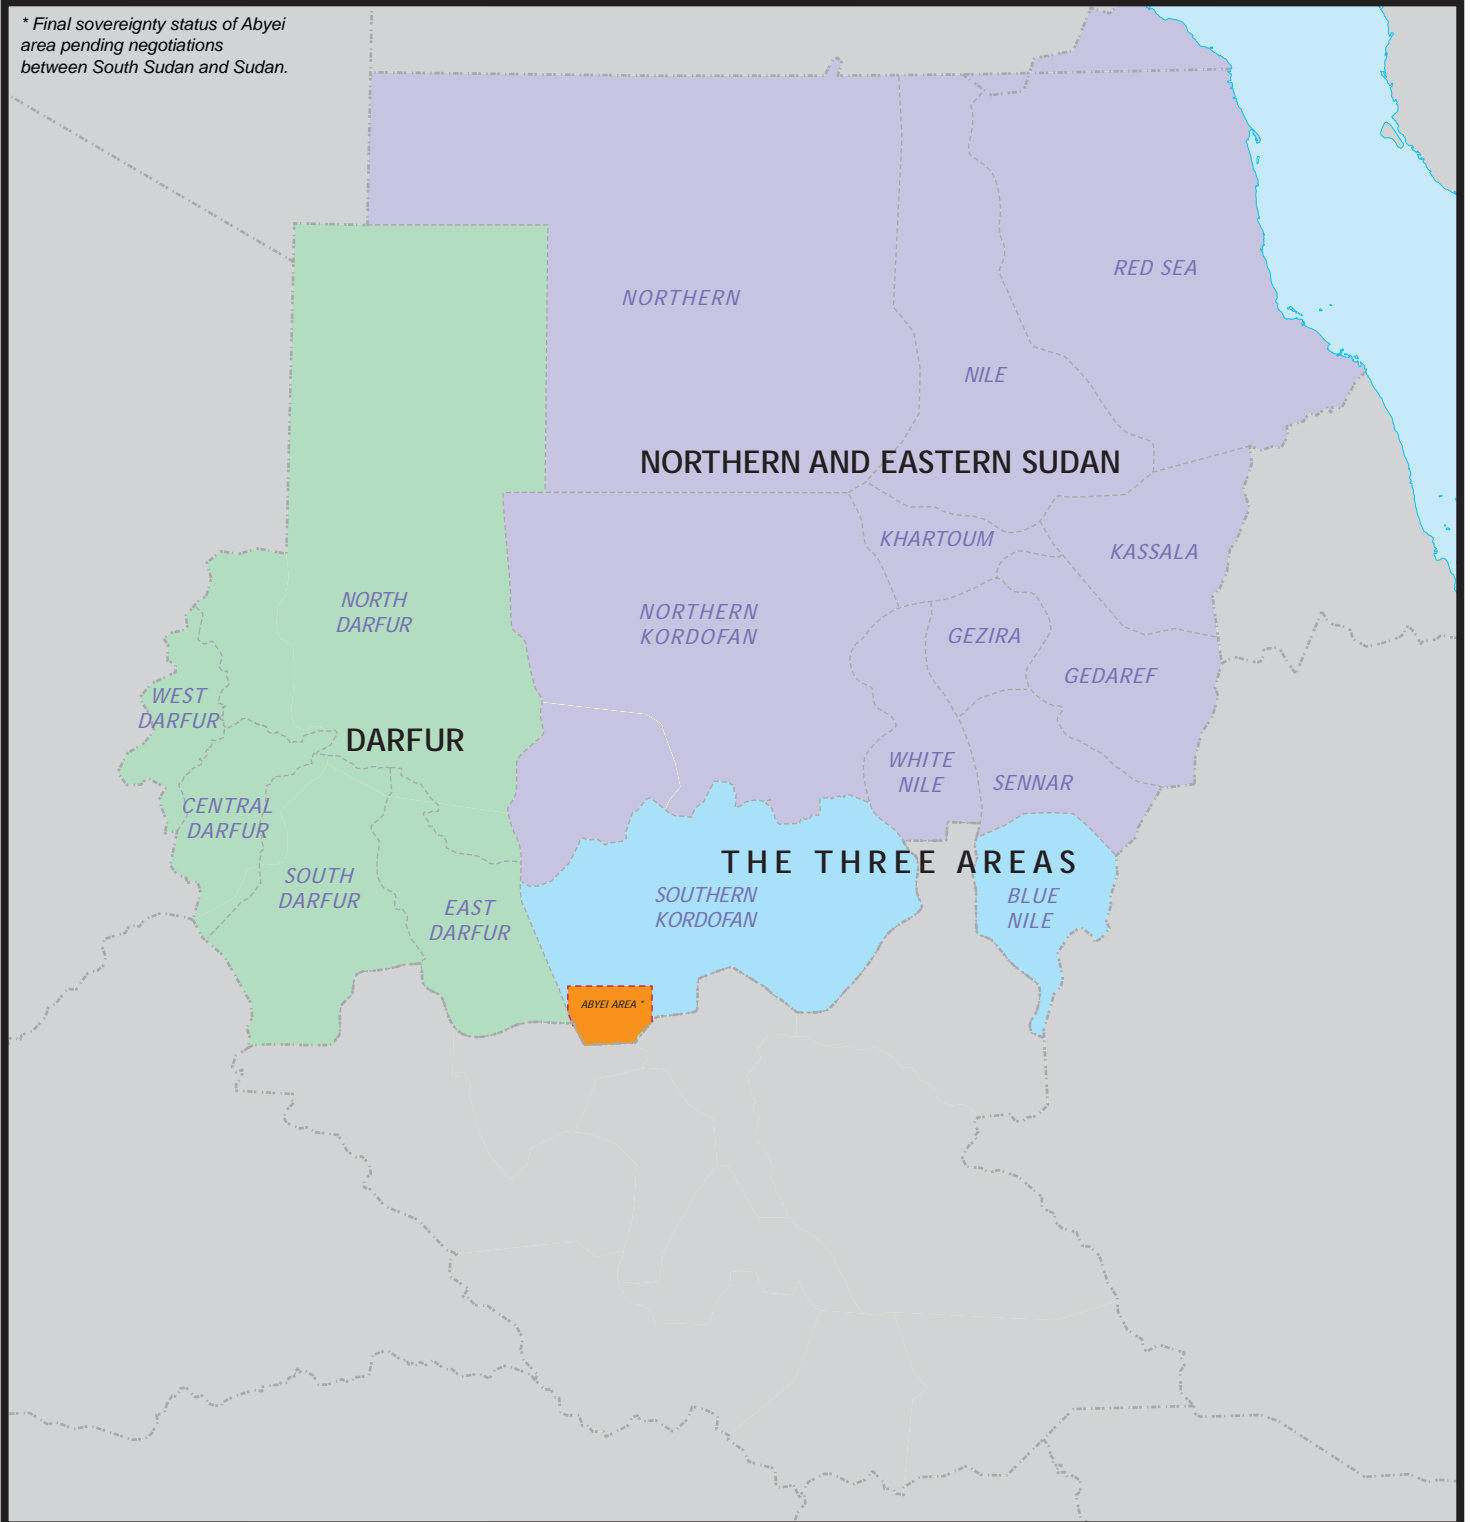 * Final sovereignty status of Abyei
area pending negotiations
between South Sudan and Sudan.
RED SEA
NORTHERN
NILE
NORTHERN AND EASTERN SUDAN
KHARTOUM
KASSALA
NORTH
DARFUR
NORTHERN
KORDOFAN
GEZIRA
GEDAREF
WEST
DARFUR
DARFUR
WHITE
NILE
SENNAR
CENTRAL
DARFUR
THE THREE AREAS
SOUTH
DARFUR
SOUTHERN
KORDOFAN
BLUE
NILE
EAST
DARFUR
ABYEI AREA *